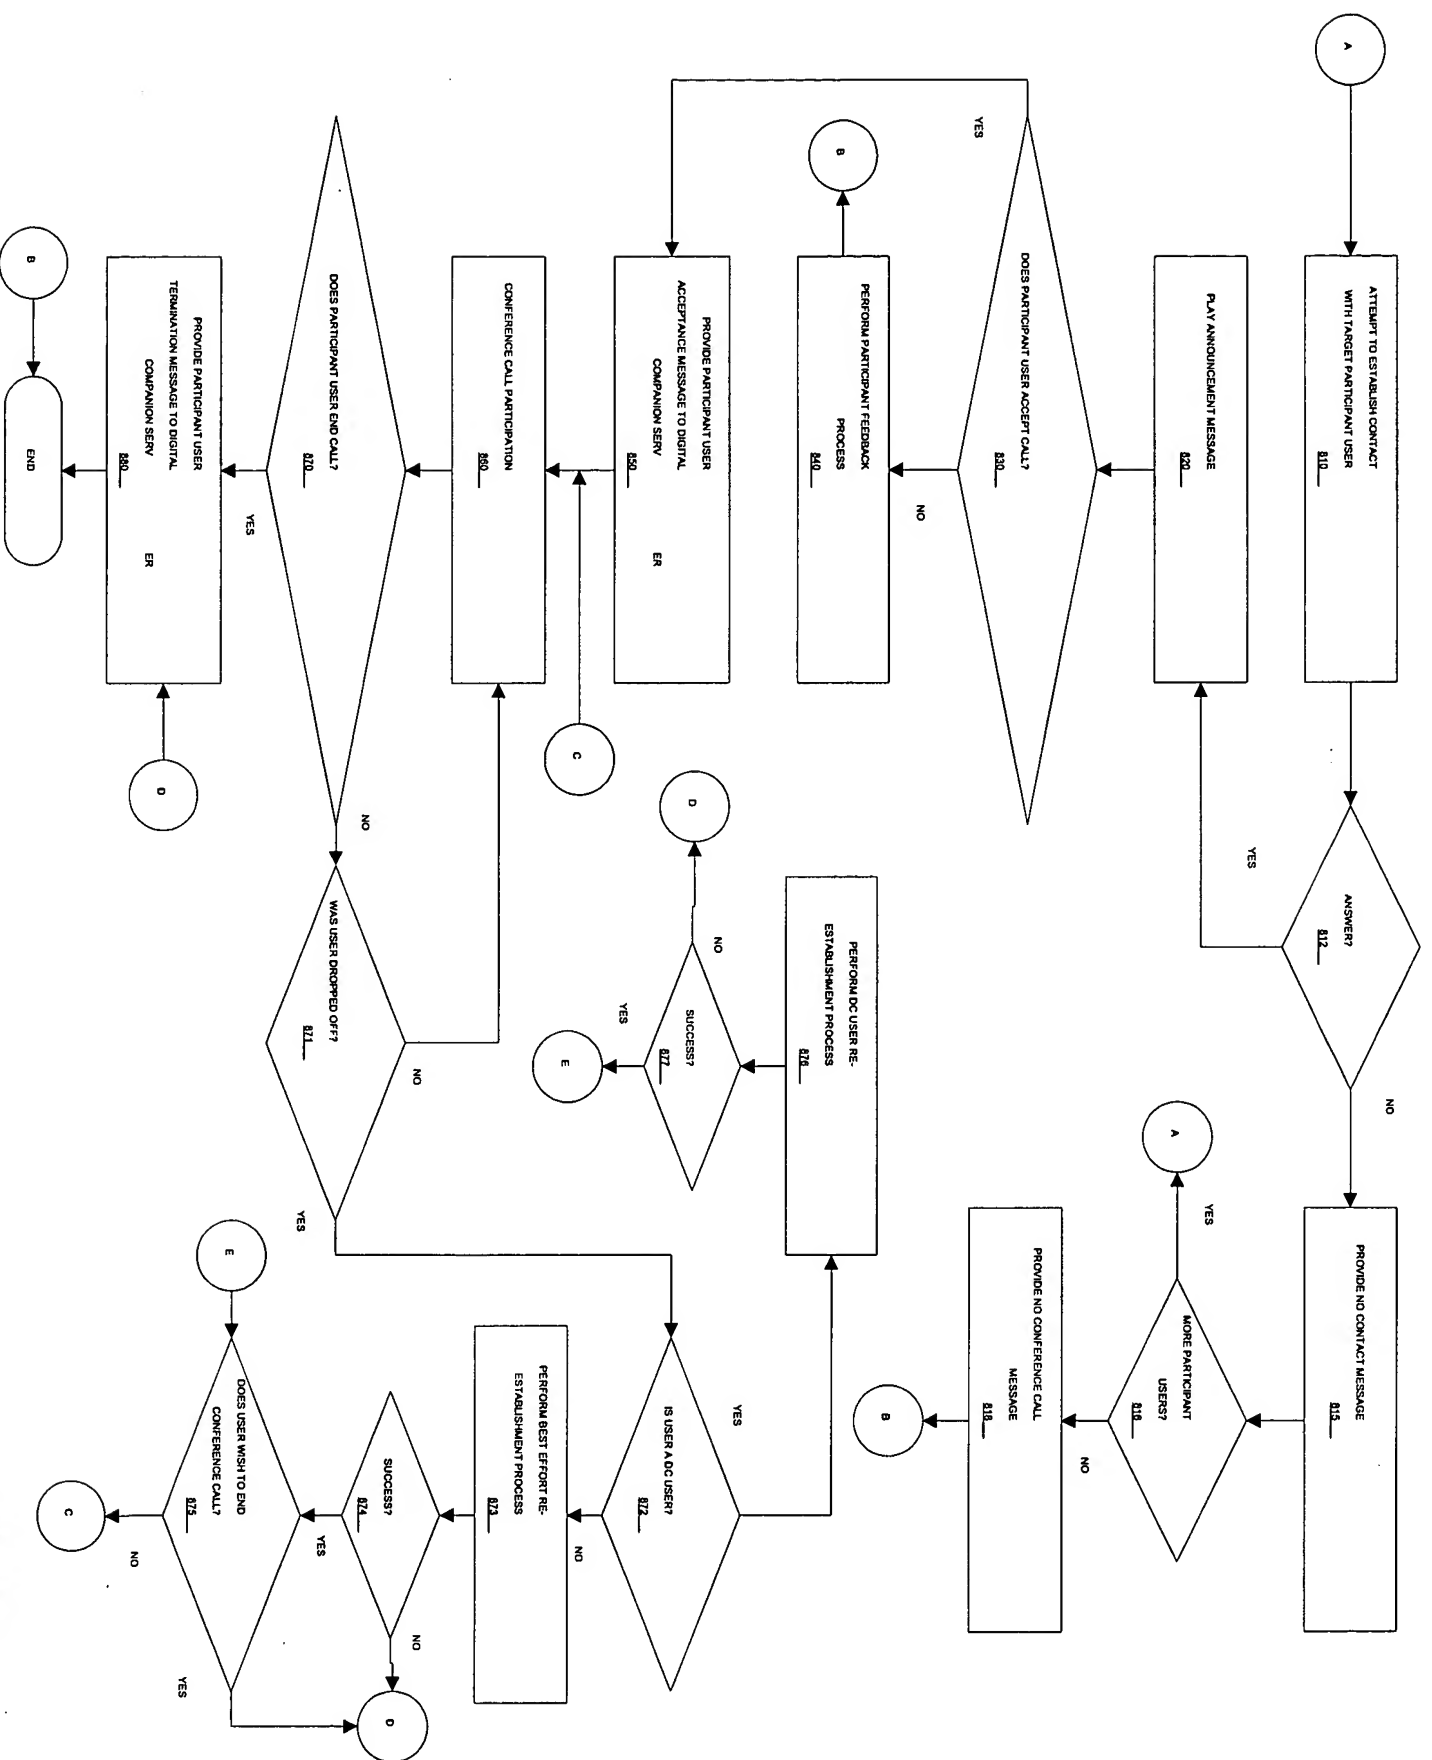 A
ATTEMPT TO ESTABLISH CONTACT
WITH TARGET PARTICIPANT USER
810
ANSWER?
812
NO
YES
PROVIDE NO CONTACT MESSAGE
815
PLAY ANNOUNCEMENT MESSAGE
820
A
YES
MORE PARTICIPANT
USERS?
816
NO
DOES PARTICIPANT USER ACCEPT CALL?
830
YES
NO
PROVIDE NO CONFERENCE CALL
MESSAGE
818
B
B
PERFORM PARTICIPANT FEEDBACK
PROCESS
840
PERFORM DC USER RE-
ESTABLISHMENT PROCESS
876
PROVIDE PARTICIPANT USER
ACCEPTANCE MESSAGE TO DIGITAL
COMPANION SERV ER
850
D
NO
SUCCESS?
877
YES
E
YES
IS USER A DC USER?
872
NO
C
CONFERENCE CALL PARTICIPATION
860
PERFORM BEST EFFORT RE-
ESTABLISHMENT PROCESS
873
DOES PARTICIPANT USER END CALL?
870
NO
YES
WAS USER DROPPED OFF?
871
NO
YES
SUCCESS?
874
NO
YES
D
E
DOES USER WISH TO END
CONFERENCE CALL?
875
YES
NO
C
PROVIDE PARTICIPANT USER
TERMINATION MESSAGE TO DIGITAL
COMPANION SERV ER
880
D
B
END